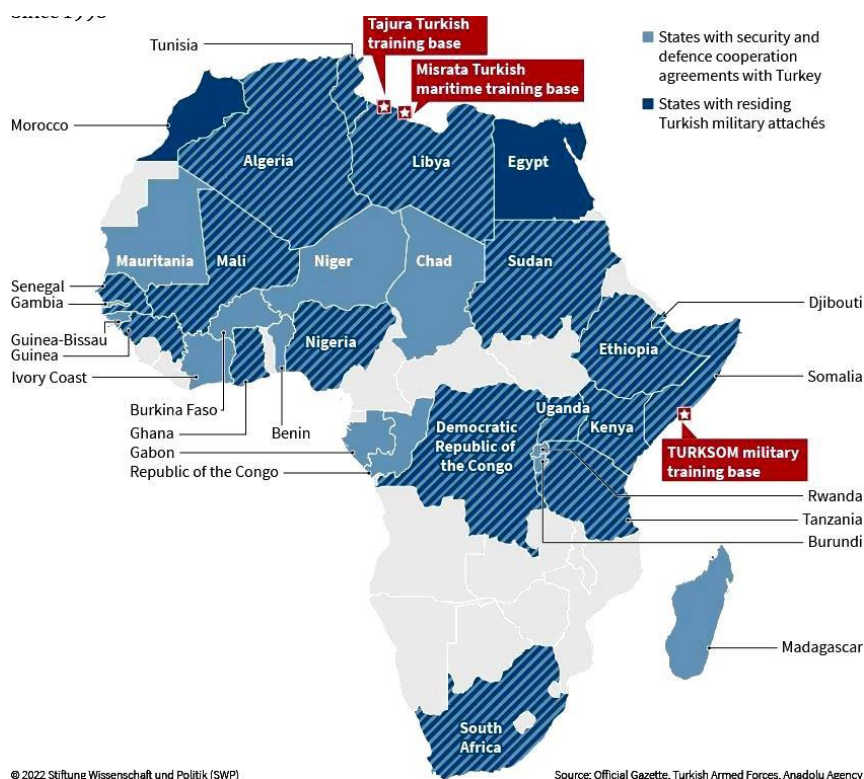 since 1998
Tajura Turkish
training base
Tunisia
Misrata Turkish
maritime training base
States with security and
defence cooperation
agreements with Turkey
States with residing
Turkish military attachés
Morocco
Algeria
Libya
Egypt
Mauritania
Mali
Niger
Chad
Sudan
Senegal
Gambia
Djibouti
Guinea-Bissau
Guinea
Nigeria
Ethiopia
Ivory Coast
Somalia
Burkina Faso
Ghana
Benin
Gabon
Republic of the Congo
Democratic
Republic of
the Congo
Uganda
Kenya
TURKSOM military
training base
Rwanda
Tanzania
Burundi
Madagascar
South
Africa
© 2022 Stiftung Wissenschaft und Politik (SWP)
Source: Official Gazette, Turkish Armed Forces, Anadolu Agency